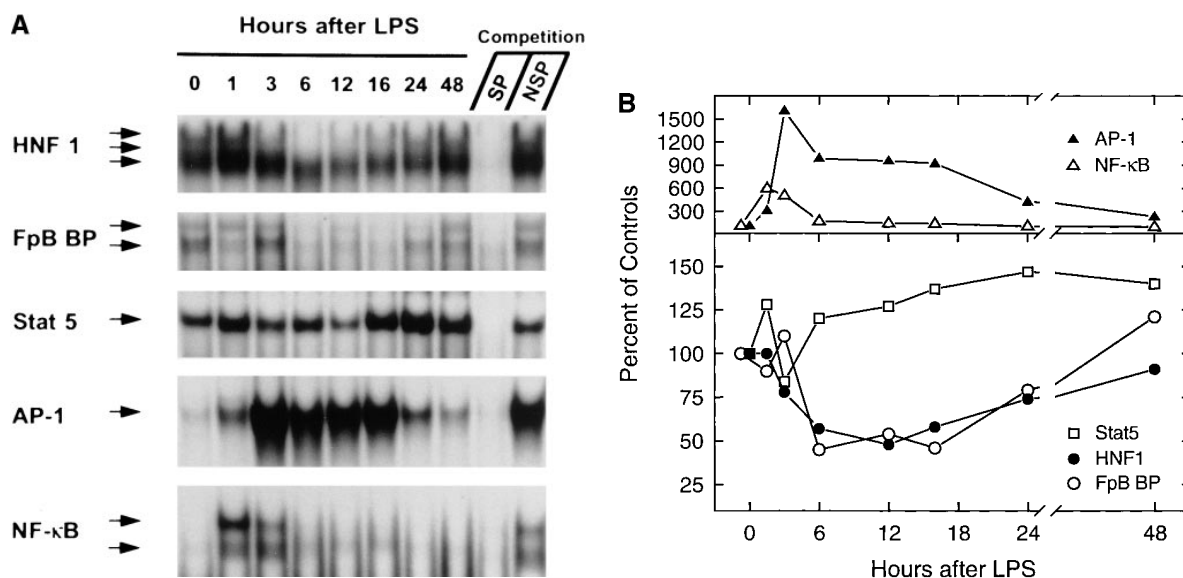 A
Hours after LPS
Competition
0 1 3 6 12 16 24 48 SP NSP
HNF 1
FpB BP
Stat 5
AP-1
NF-κB
B
1500
1200
900
600
300
AP-1
NF-κB
Percent of Controls
150
125
100
75
50
25
Stat5
HNF1
FpB BP
0 6 12 18 24 48
Hours after LPS